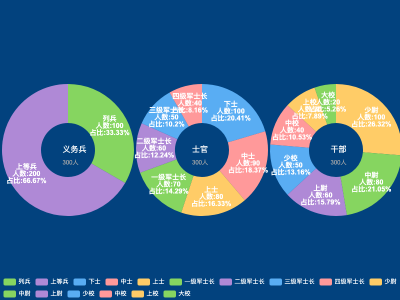 列兵
人数:100
占比:33.33%
上等兵
人数:200
占比:66.67%
义务兵
300人
下士
人数:100
占比:20.41%
中士
人数:90
占比:18.37%
上士
人数:80
占比:16.33%
一级军士长
人数:70
占比:14.29%
二级军士长
人数:60
占比:12.24%
三级军士长
人数:50
占比:10.2%
四级军士长
人数:40
占比:8.16%
士官
300人
少尉
人数:100
占比:26.32%
中尉
人数:80
占比:21.05%
上尉
人数:60
占比:15.79%
少校
人数:50
占比:13.16%
中校
人数:40
占比:10.53%
上校
占比:7.89%
大校
人数:20
占比:5.26%
干部
300人
列兵 上等兵 下士 中士 上士 一级军士长 二级军士长 三级军士长 四级军士长 少尉
中尉 上尉 少校 中校 上校 大校